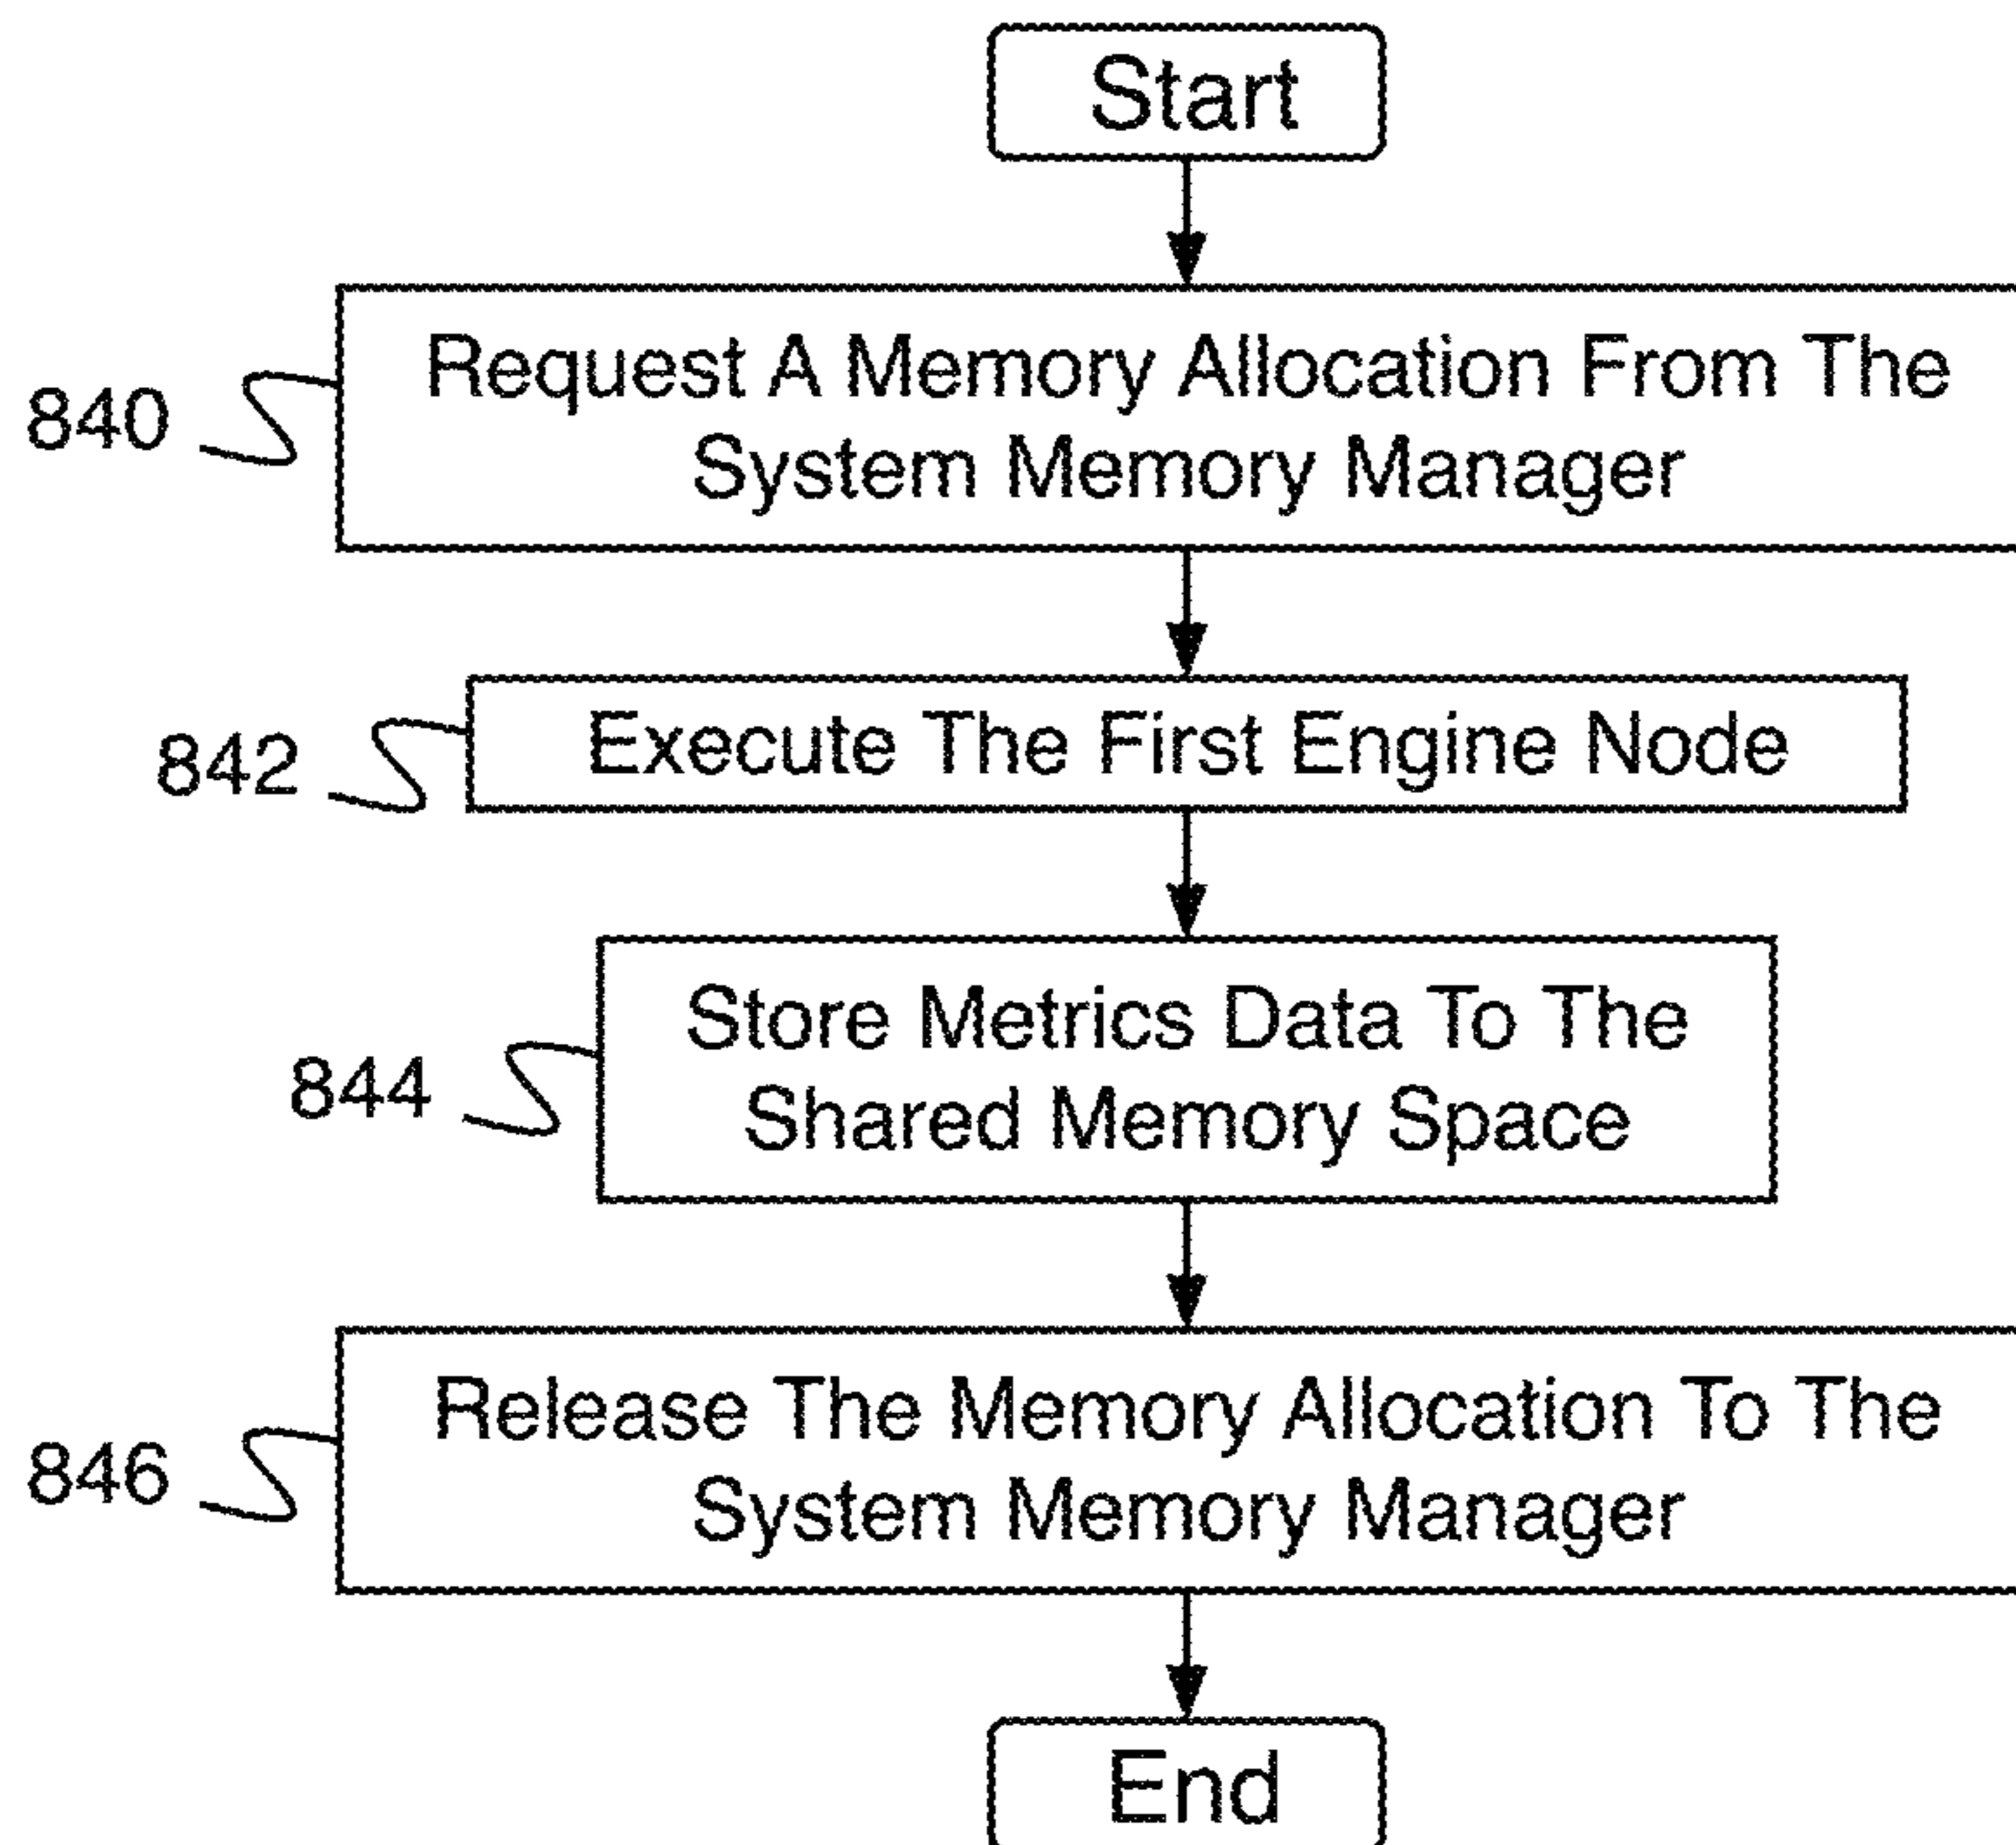 Start
840
Request A Memory Allocation From The
System Memory Manager
842
Execute The First Engine Node
844
Store Metrics Data To The
Shared Memory Space
846
Release The Memory Allocation To The
System Memory Manager
End